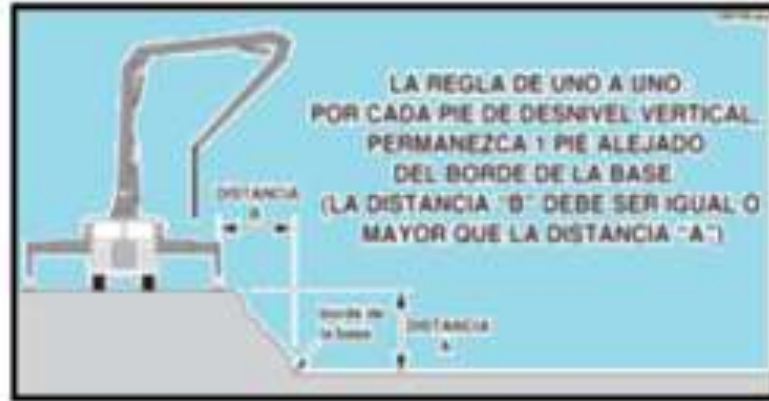 LA REGLA DE UNO A UNO
POR CADA PIE DE DESNIVEL VERTICAL,
PERMANEZCA 1 PIE ALEJADO
DEL BORDE DE LA BASE
(LA DISTANCIA "B" DEBE SER IGUAL O
MAYOR QUE LA DISTANCIA "A")
DISTANCIA
B
borde de
la base
DISTANCIA
A